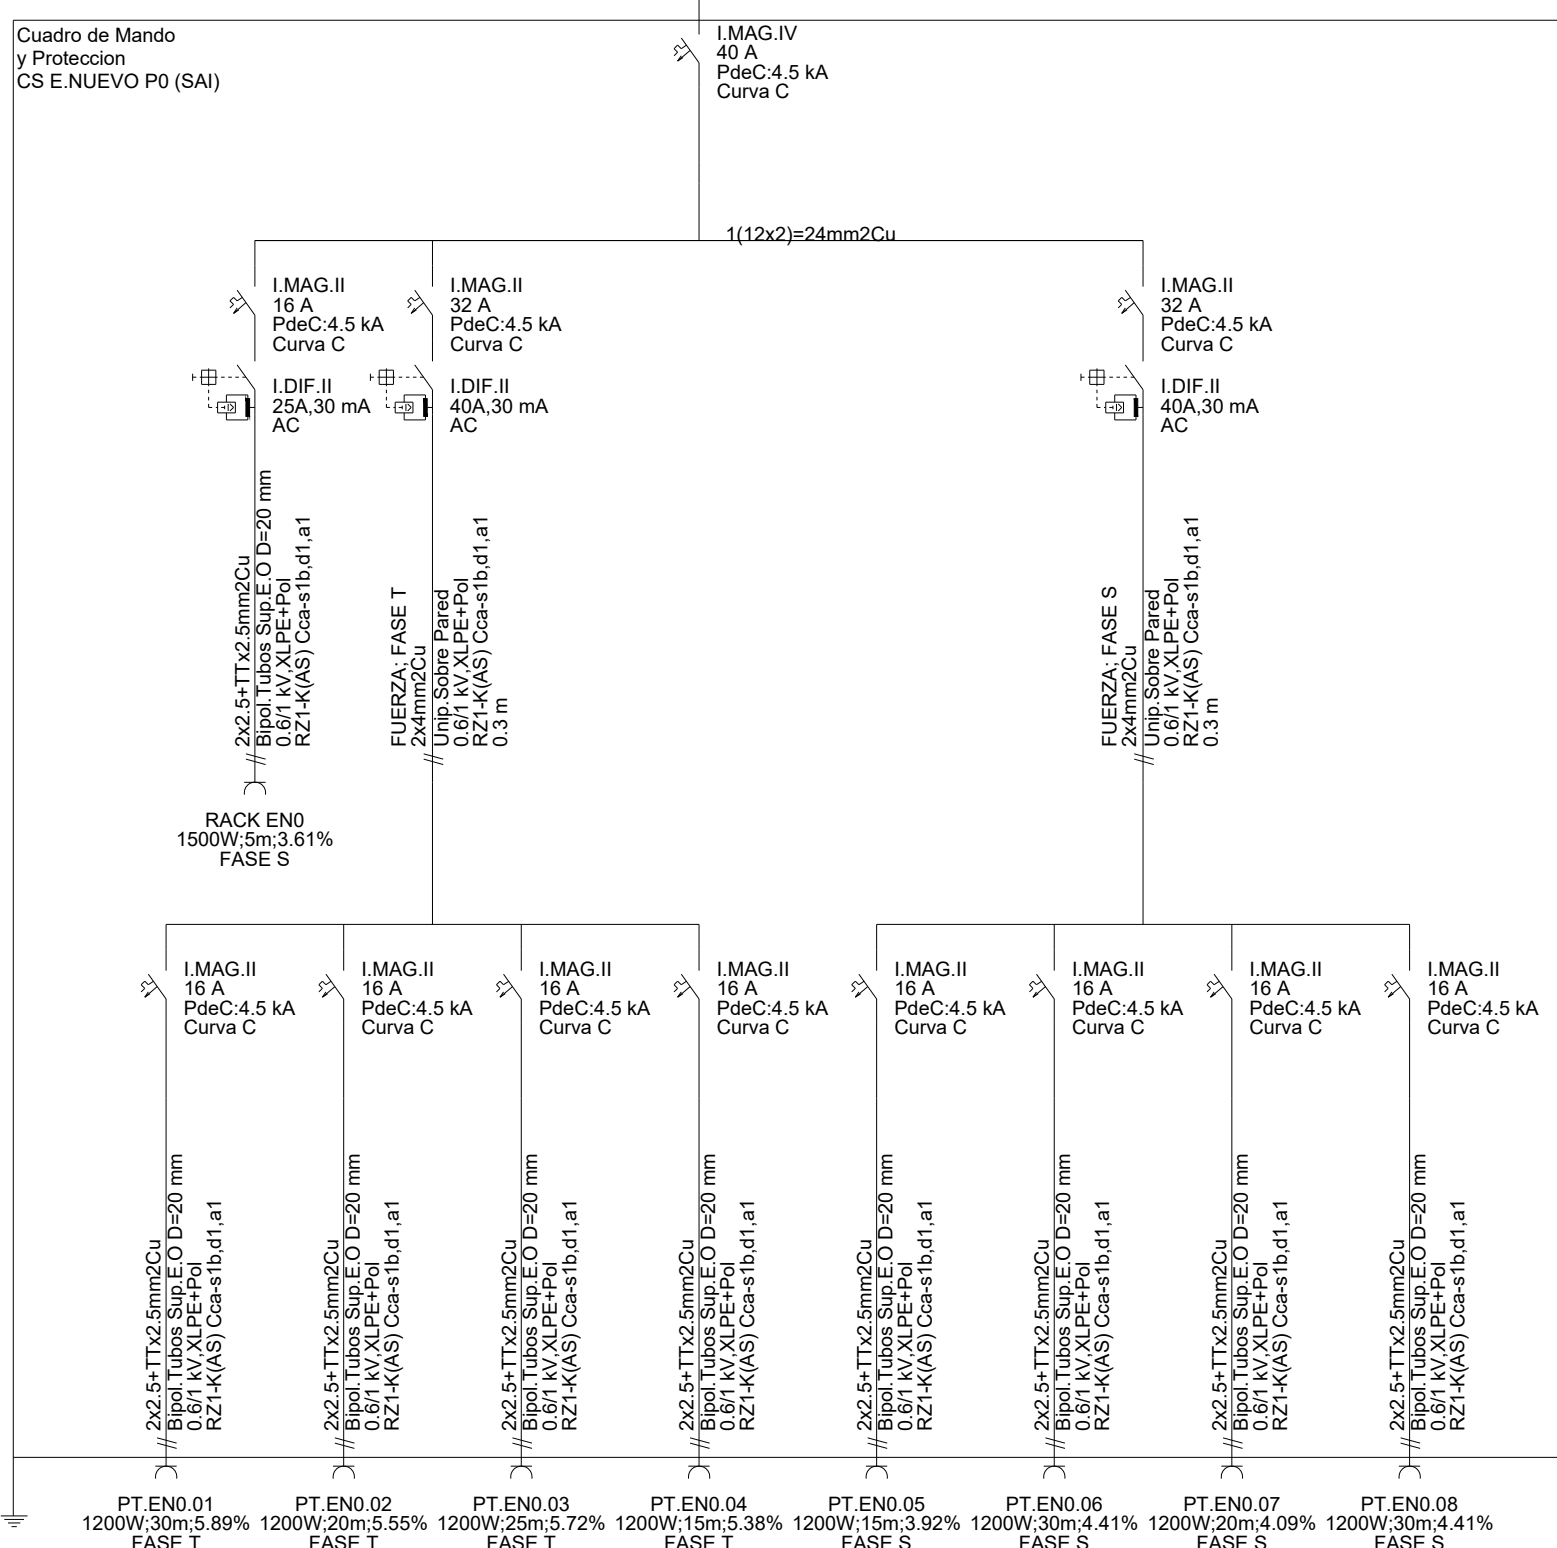 Cuadro de Mando
y Proteccion
CS E.NUEVO P0 (SAI)
I.MAG.IV
40 A
PdeC:4.5 kA
Curva C
1(12x2)=24mm2Cu
I.MAG.II
16 A
PdeC:4.5 kA
Curva C
I.DIF.II
25A,30 mA
AC
2x2.5+TTx2.5mm2Cu
Bipol.Tubos Sup.E.O D=20 mm
0.6/1 kV,XLPE+Pol
RZ1-K(AS) Cca-s1b,d1,a1
RACK EN0
1500W;5m;3.61%
FASE S
I.MAG.II
32 A
PdeC:4.5 kA
Curva C
I.DIF.II
40A,30 mA
AC
FUERZA; FASE T
2x4mm2Cu
Unip.Sobre Pared
0.6/1 kV,XLPE+Pol
RZ1-K(AS) Cca-s1b,d1,a1
0.3 m
I.MAG.II
32 A
PdeC:4.5 kA
Curva C
I.DIF.II
40A,30 mA
AC
FUERZA; FASE S
2x4mm2Cu
Unip.Sobre Pared
0.6/1 kV,XLPE+Pol
RZ1-K(AS) Cca-s1b,d1,a1
0.3 m
I.MAG.II
16 A
PdeC:4.5 kA
Curva C
2x2.5+TTx2.5mm2Cu
Bipol.Tubos Sup.E.O D=20 mm
0.6/1 kV,XLPE+Pol
RZ1-K(AS) Cca-s1b,d1,a1
PT.EN0.01
1200W;30m;5.89%
FASE T
I.MAG.II
16 A
PdeC:4.5 kA
Curva C
2x2.5+TTx2.5mm2Cu
Bipol.Tubos Sup.E.O D=20 mm
0.6/1 kV,XLPE+Pol
RZ1-K(AS) Cca-s1b,d1,a1
PT.EN0.02
1200W;20m;5.55%
FASE T
I.MAG.II
16 A
PdeC:4.5 kA
Curva C
2x2.5+TTx2.5mm2Cu
Bipol.Tubos Sup.E.O D=20 mm
0.6/1 kV,XLPE+Pol
RZ1-K(AS) Cca-s1b,d1,a1
PT.EN0.03
1200W;25m;5.72%
FASE T
I.MAG.II
16 A
PdeC:4.5 kA
Curva C
2x2.5+TTx2.5mm2Cu
Bipol.Tubos Sup.E.O D=20 mm
0.6/1 kV,XLPE+Pol
RZ1-K(AS) Cca-s1b,d1,a1
PT.EN0.04
1200W;15m;5.38%
FASE T
I.MAG.II
16 A
PdeC:4.5 kA
Curva C
2x2.5+TTx2.5mm2Cu
Bipol.Tubos Sup.E.O D=20 mm
0.6/1 kV,XLPE+Pol
RZ1-K(AS) Cca-s1b,d1,a1
PT.EN0.05
1200W;15m;3.92%
FASE S
I.MAG.II
16 A
PdeC:4.5 kA
Curva C
2x2.5+TTx2.5mm2Cu
Bipol.Tubos Sup.E.O D=20 mm
0.6/1 kV,XLPE+Pol
RZ1-K(AS) Cca-s1b,d1,a1
PT.EN0.06
1200W;30m;4.41%
FASE S
I.MAG.II
16 A
PdeC:4.5 kA
Curva C
2x2.5+TTx2.5mm2Cu
Bipol.Tubos Sup.E.O D=20 mm
0.6/1 kV,XLPE+Pol
RZ1-K(AS) Cca-s1b,d1,a1
PT.EN0.07
1200W;20m;4.09%
FASE S
I.MAG.II
16 A
PdeC:4.5 kA
Curva C
2x2.5+TTx2.5mm2Cu
Bipol.Tubos Sup.E.O D=20 mm
0.6/1 kV,XLPE+Pol
RZ1-K(AS) Cca-s1b,d1,a1
PT.EN0.08
1200W;30m;4.41%
FASE S